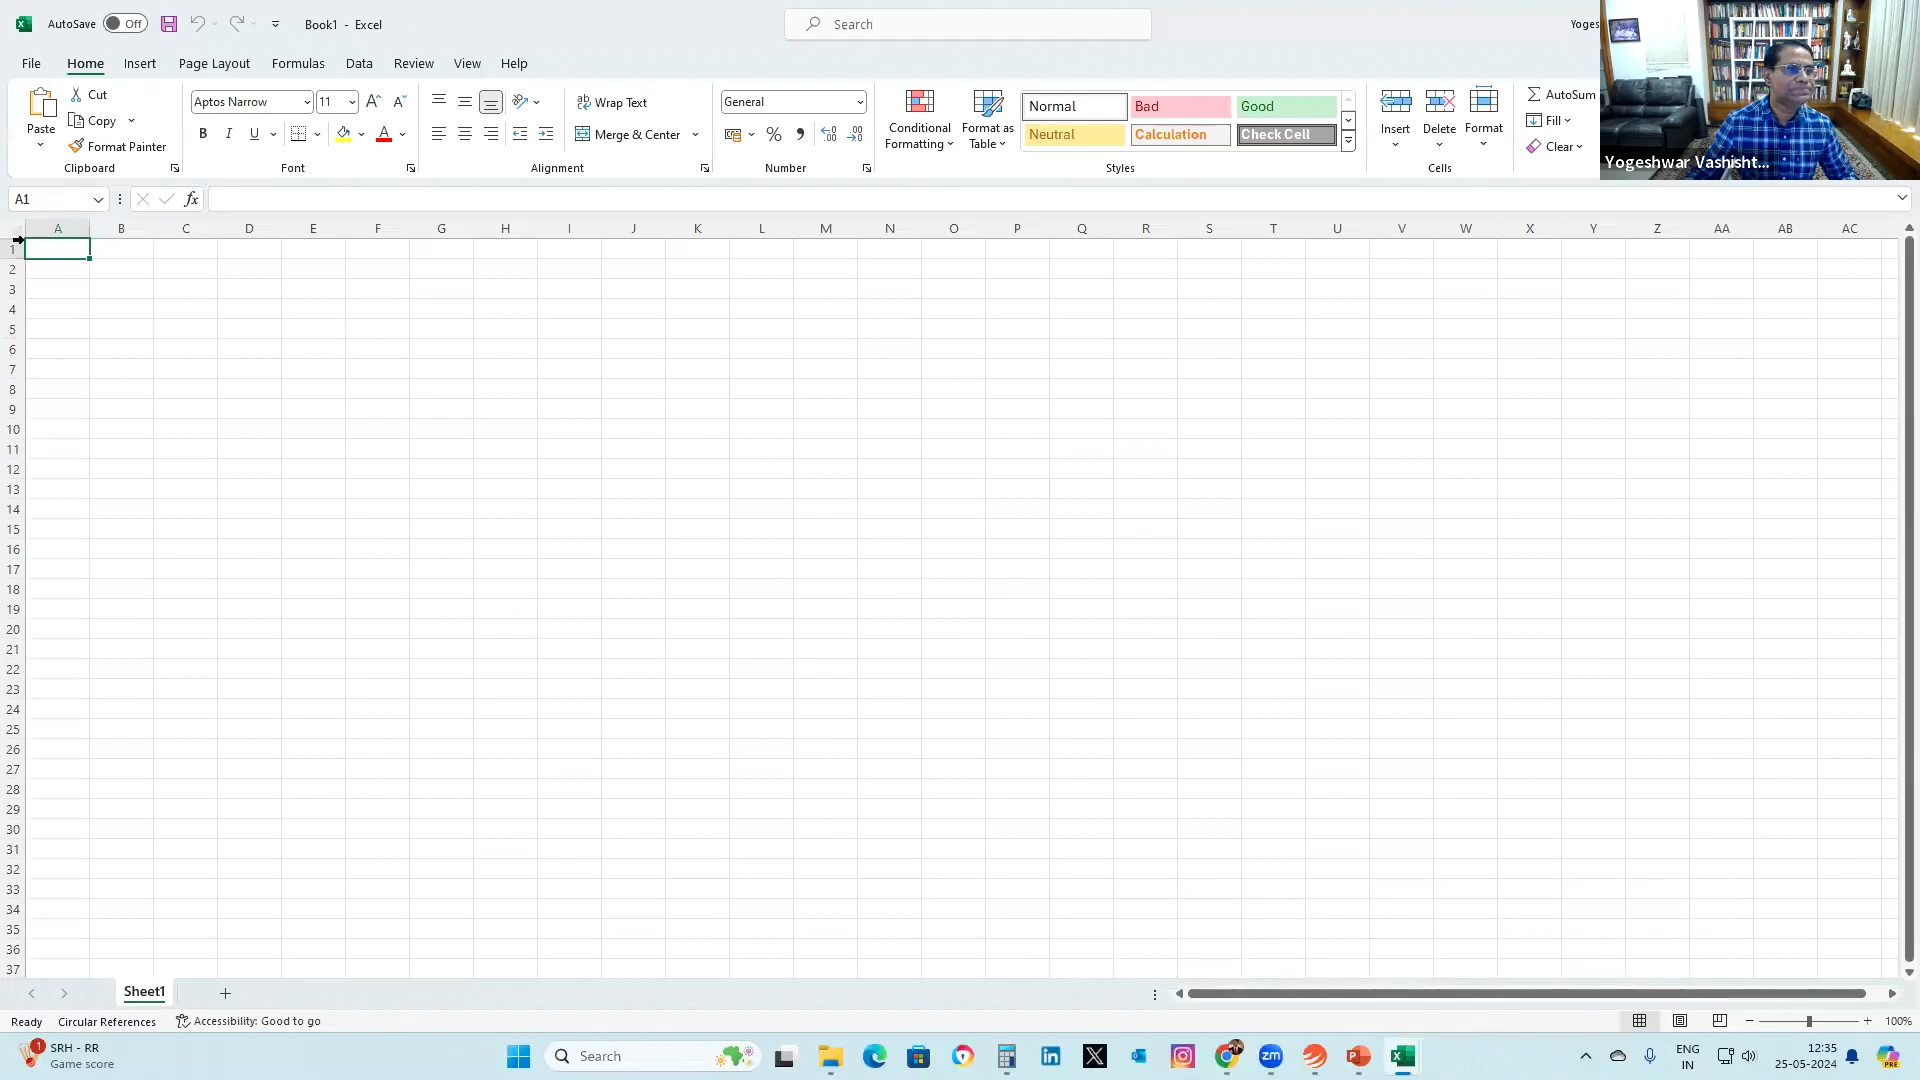 AutoSave Off Book1 - Excel Search Yoges
File Home Insert Page Layout Formulas Data Review View Help
Paste Cut Copy Format Painter Clipboard
Aptos Narrow 11 B I U A Font
Wrap Text Merge & Center Alignment
General % , Number
Conditional Formatting Format as Table Normal Bad Good Neutral Calculation Check Cell Styles
Insert Delete Format Cells
AutoSum Fill Clear
Yogeshwar Vashisht...
A1 fx
A B C D E F G H I J K L M N O P Q R S T U V W X Y Z AA AB AC
1
2
3
4
5
6
7
8
9
10
11
12
13
14
15
16
17
18
19
20
21
22
23
24
25
26
27
28
29
30
31
32
33
34
35
36
37
Sheet1
Ready Circular References Accessibility: Good to go 100%
1 SRH - RR
Game score
Search
zm
ENG
IN
12:35
25-05-2024
PRE